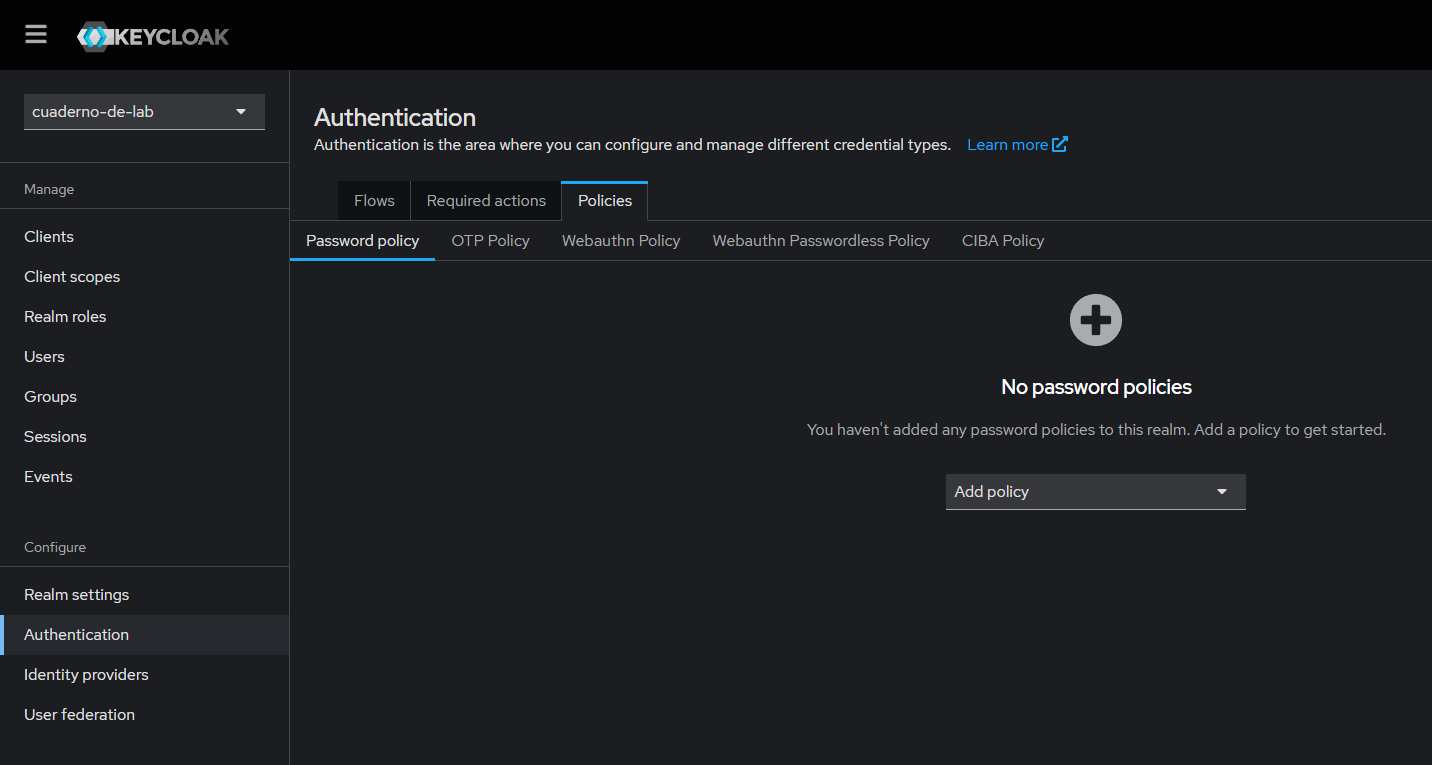 KEYCLOAK
cuaderno-de-lab
Manage
Clients
Client scopes
Realm roles
Users
Groups
Sessions
Events
Configure
Realm settings
Authentication
Identity providers
User federation
Authentication
Authentication is the area where you can configure and manage different credential types. Learn more
Flows Required actions Policies
Password policy OTP Policy Webauthn Policy Webauthn Passwordless Policy CIBA Policy
No password policies
You haven't added any password policies to this realm. Add a policy to get started.
Add policy